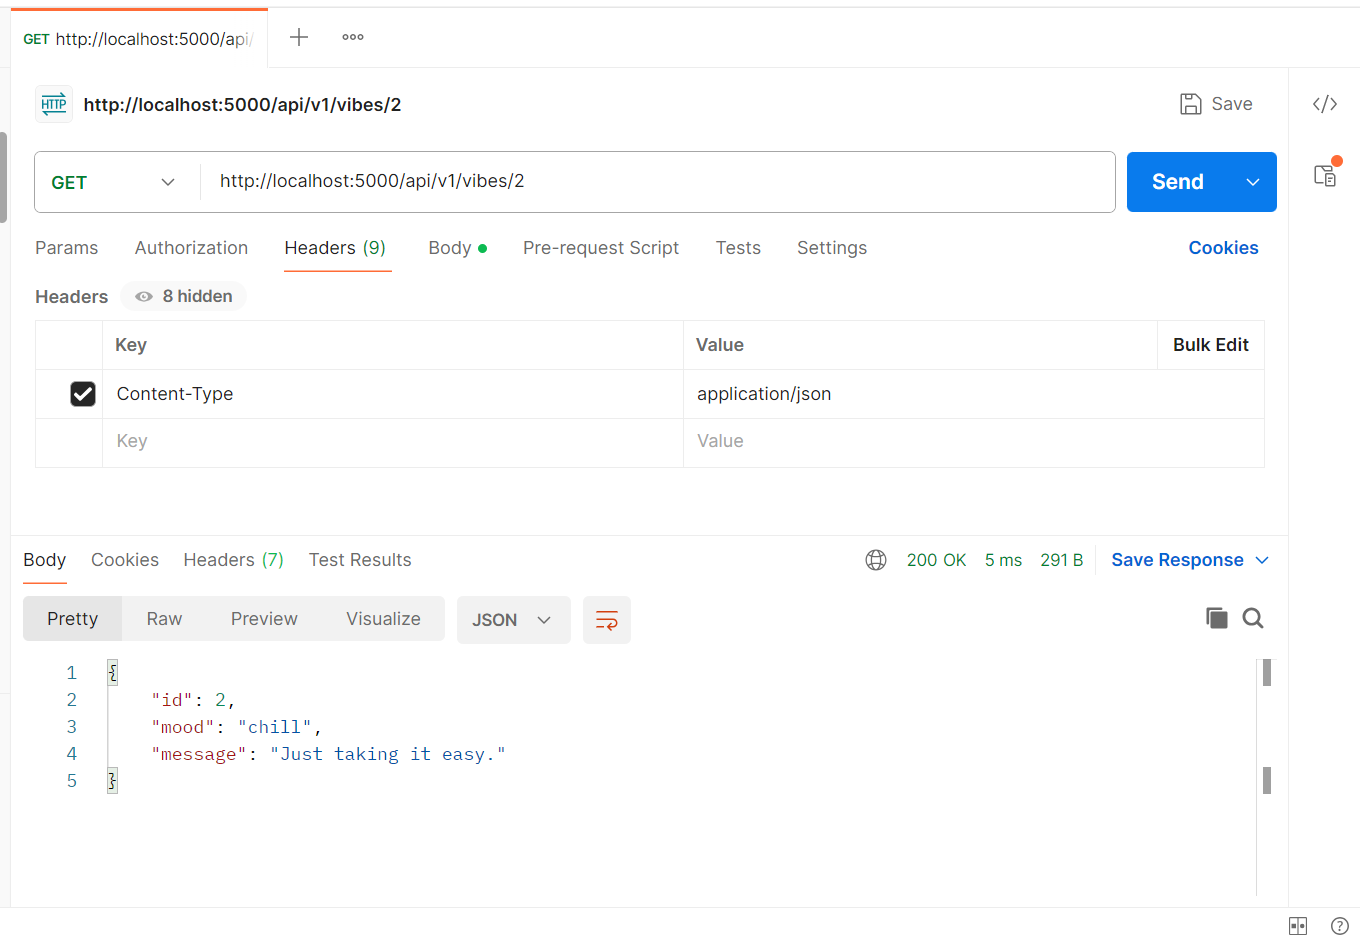 GET http://localhost:5000/api/
HTTP http://localhost:5000/api/v1/vibes/2 Save
GET http://localhost:5000/api/v1/vibes/2 Send
Params Authorization Headers (9) Body Pre-request Script Tests Settings Cookies
Headers 8 hidden
Key Value Bulk Edit
Content-Type application/json
Key Value
Body Cookies Headers (7) Test Results 200 OK 5 ms 291 B Save Response
Pretty Raw Preview Visualize JSON
1 {
2 "id": 2,
3 "mood": "chill",
4 "message": "Just taking it easy."
5 }